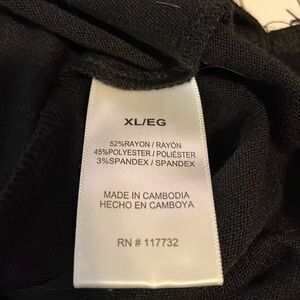 XL/EG
52%RAYON / RAYÓN
45%POLYESTER / POLIÉSTER
3%SPANDEX / SPANDEX
MADE IN CAMBODIA
HECHO EN CAMBOYA
RN # 117732